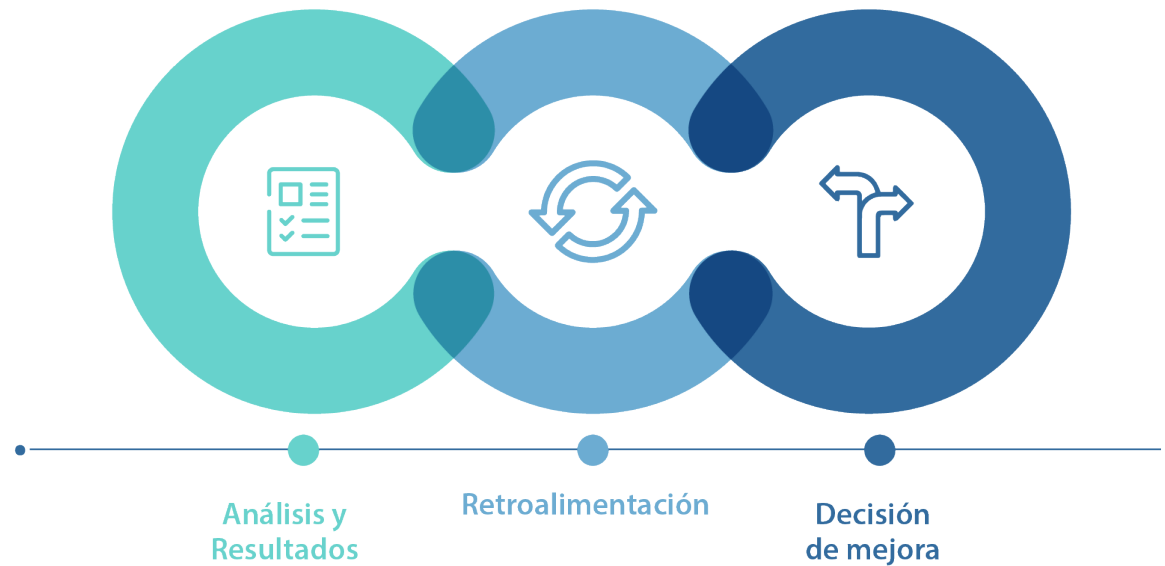 Análisis y
Resultados
Retroalimentación
Decisión
de mejora